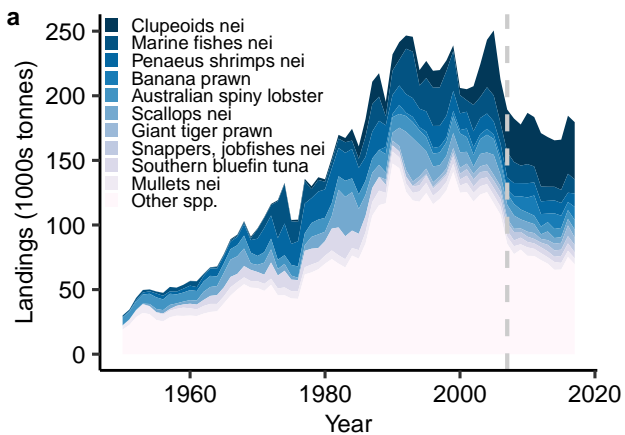 a
Landings (1000s tonnes)
250
200
150
100
50
0
Clupeoids nei
Marine fishes nei
Penaeus shrimps nei
Banana prawn
Australian spiny lobster
Scallops nei
Giant tiger prawn
Snappers, jobfishes nei
Southern bluefin tuna
Mullets nei
Other spp.
1960
1980
2000
2020
Year